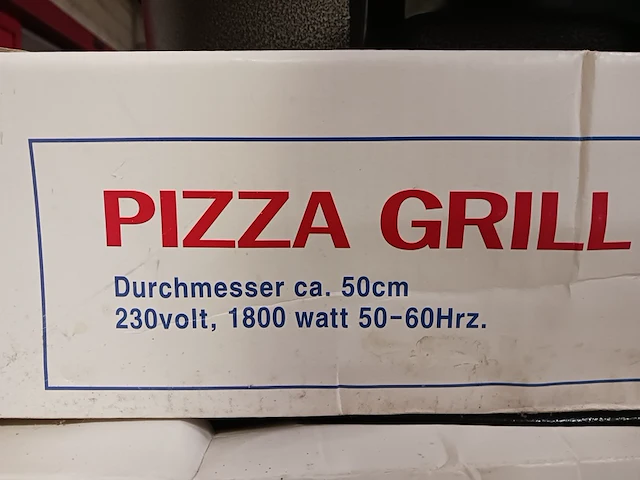 PIZZA GRILL
Durchmesser ca. 50cm
230volt, 1800 watt 50-60Hrz.